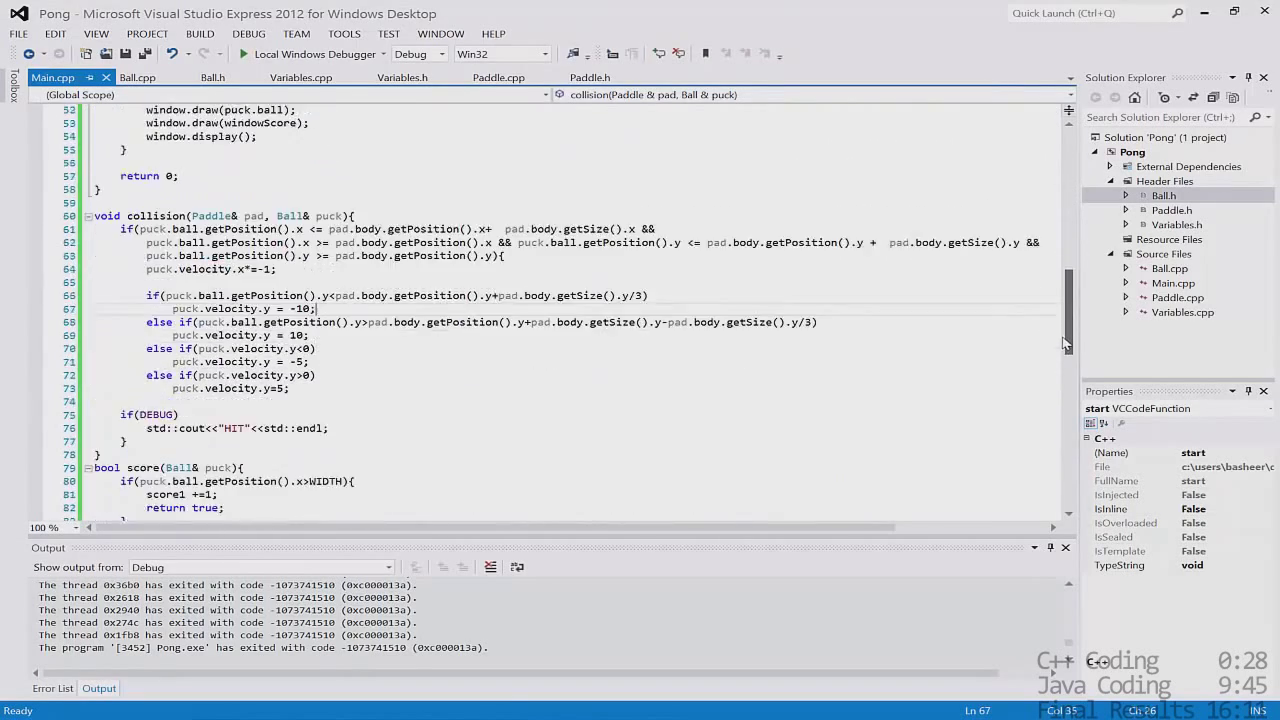 Pong - Microsoft Visual Studio Express 2012 for Windows Desktop
Quick Launch (Ctrl+Q)
FILE EDIT VIEW PROJECT BUILD DEBUG TEAM TOOLS TEST WINDOW HELP
Local Windows Debugger Debug Win32
Toolbox
Main.cpp Ball.cpp Ball.h Variables.cpp Variables.h Paddle.cpp Paddle.h
(Global Scope) collision(Paddle & pad, Ball & puck)
52 window.draw(puck.ball);
53 window.draw(windowScore);
54 window.display();
55 }
56
57 return 0;
58 }
59
60 void collision(Paddle& pad, Ball& puck){
61 if(puck.ball.getPosition().x <= pad.body.getPosition().x+ pad.body.getSize().x &&
62 puck.ball.getPosition().x >= pad.body.getPosition().x && puck.ball.getPosition().y <= pad.body.getPosition().y + pad.body.getSize().y &&
63 puck.ball.getPosition().y >= pad.body.getPosition().y){
64 puck.velocity.x*=-1;
65
66 if(puck.ball.getPosition().y<pad.body.getPosition().y+pad.body.getSize().y/3)
67 puck.velocity.y = -10;
68 else if(puck.ball.getPosition().y>pad.body.getPosition().y+pad.body.getSize().y-pad.body.getSize().y/3)
69 puck.velocity.y = 10;
70 else if(puck.velocity.y<0)
71 puck.velocity.y = -5;
72 else if(puck.velocity.y>0)
73 puck.velocity.y=5;
74
75 if(DEBUG)
76 std::cout<<"HIT"<<std::endl;
77 }
78 }
79 bool score(Ball& puck){
80 if(puck.ball.getPosition().x>WIDTH){
81 score1 +=1;
82 return true;
100 %
Solution Explorer
Search Solution Explorer (Ctrl+;)
Solution 'Pong' (1 project)
Pong
External Dependencies
Header Files
Ball.h
Paddle.h
Variables.h
Resource Files
Source Files
Ball.cpp
Main.cpp
Paddle.cpp
Variables.cpp
Properties
start VCCodeFunction
C++
(Name) start
File c:\users\basheer\c
FullName start
IsInjected False
IsInline False
IsOverloaded False
IsSealed False
IsTemplate False
TypeString void
C++
Output
Show output from: Debug
The thread 0x36b0 has exited with code -1073741510 (0xc000013a).
The thread 0x2618 has exited with code -1073741510 (0xc000013a).
The thread 0x2940 has exited with code -1073741510 (0xc000013a).
The thread 0x274c has exited with code -1073741510 (0xc000013a).
The thread 0x1fb8 has exited with code -1073741510 (0xc000013a).
The program '[3452] Pong.exe' has exited with code -1073741510 (0xc000013a).
Error List Output
C++ Coding 0:28
Java Coding 9:45
Final Results 16:11
Ready Ln 67 Col 35 Ch 26 INS